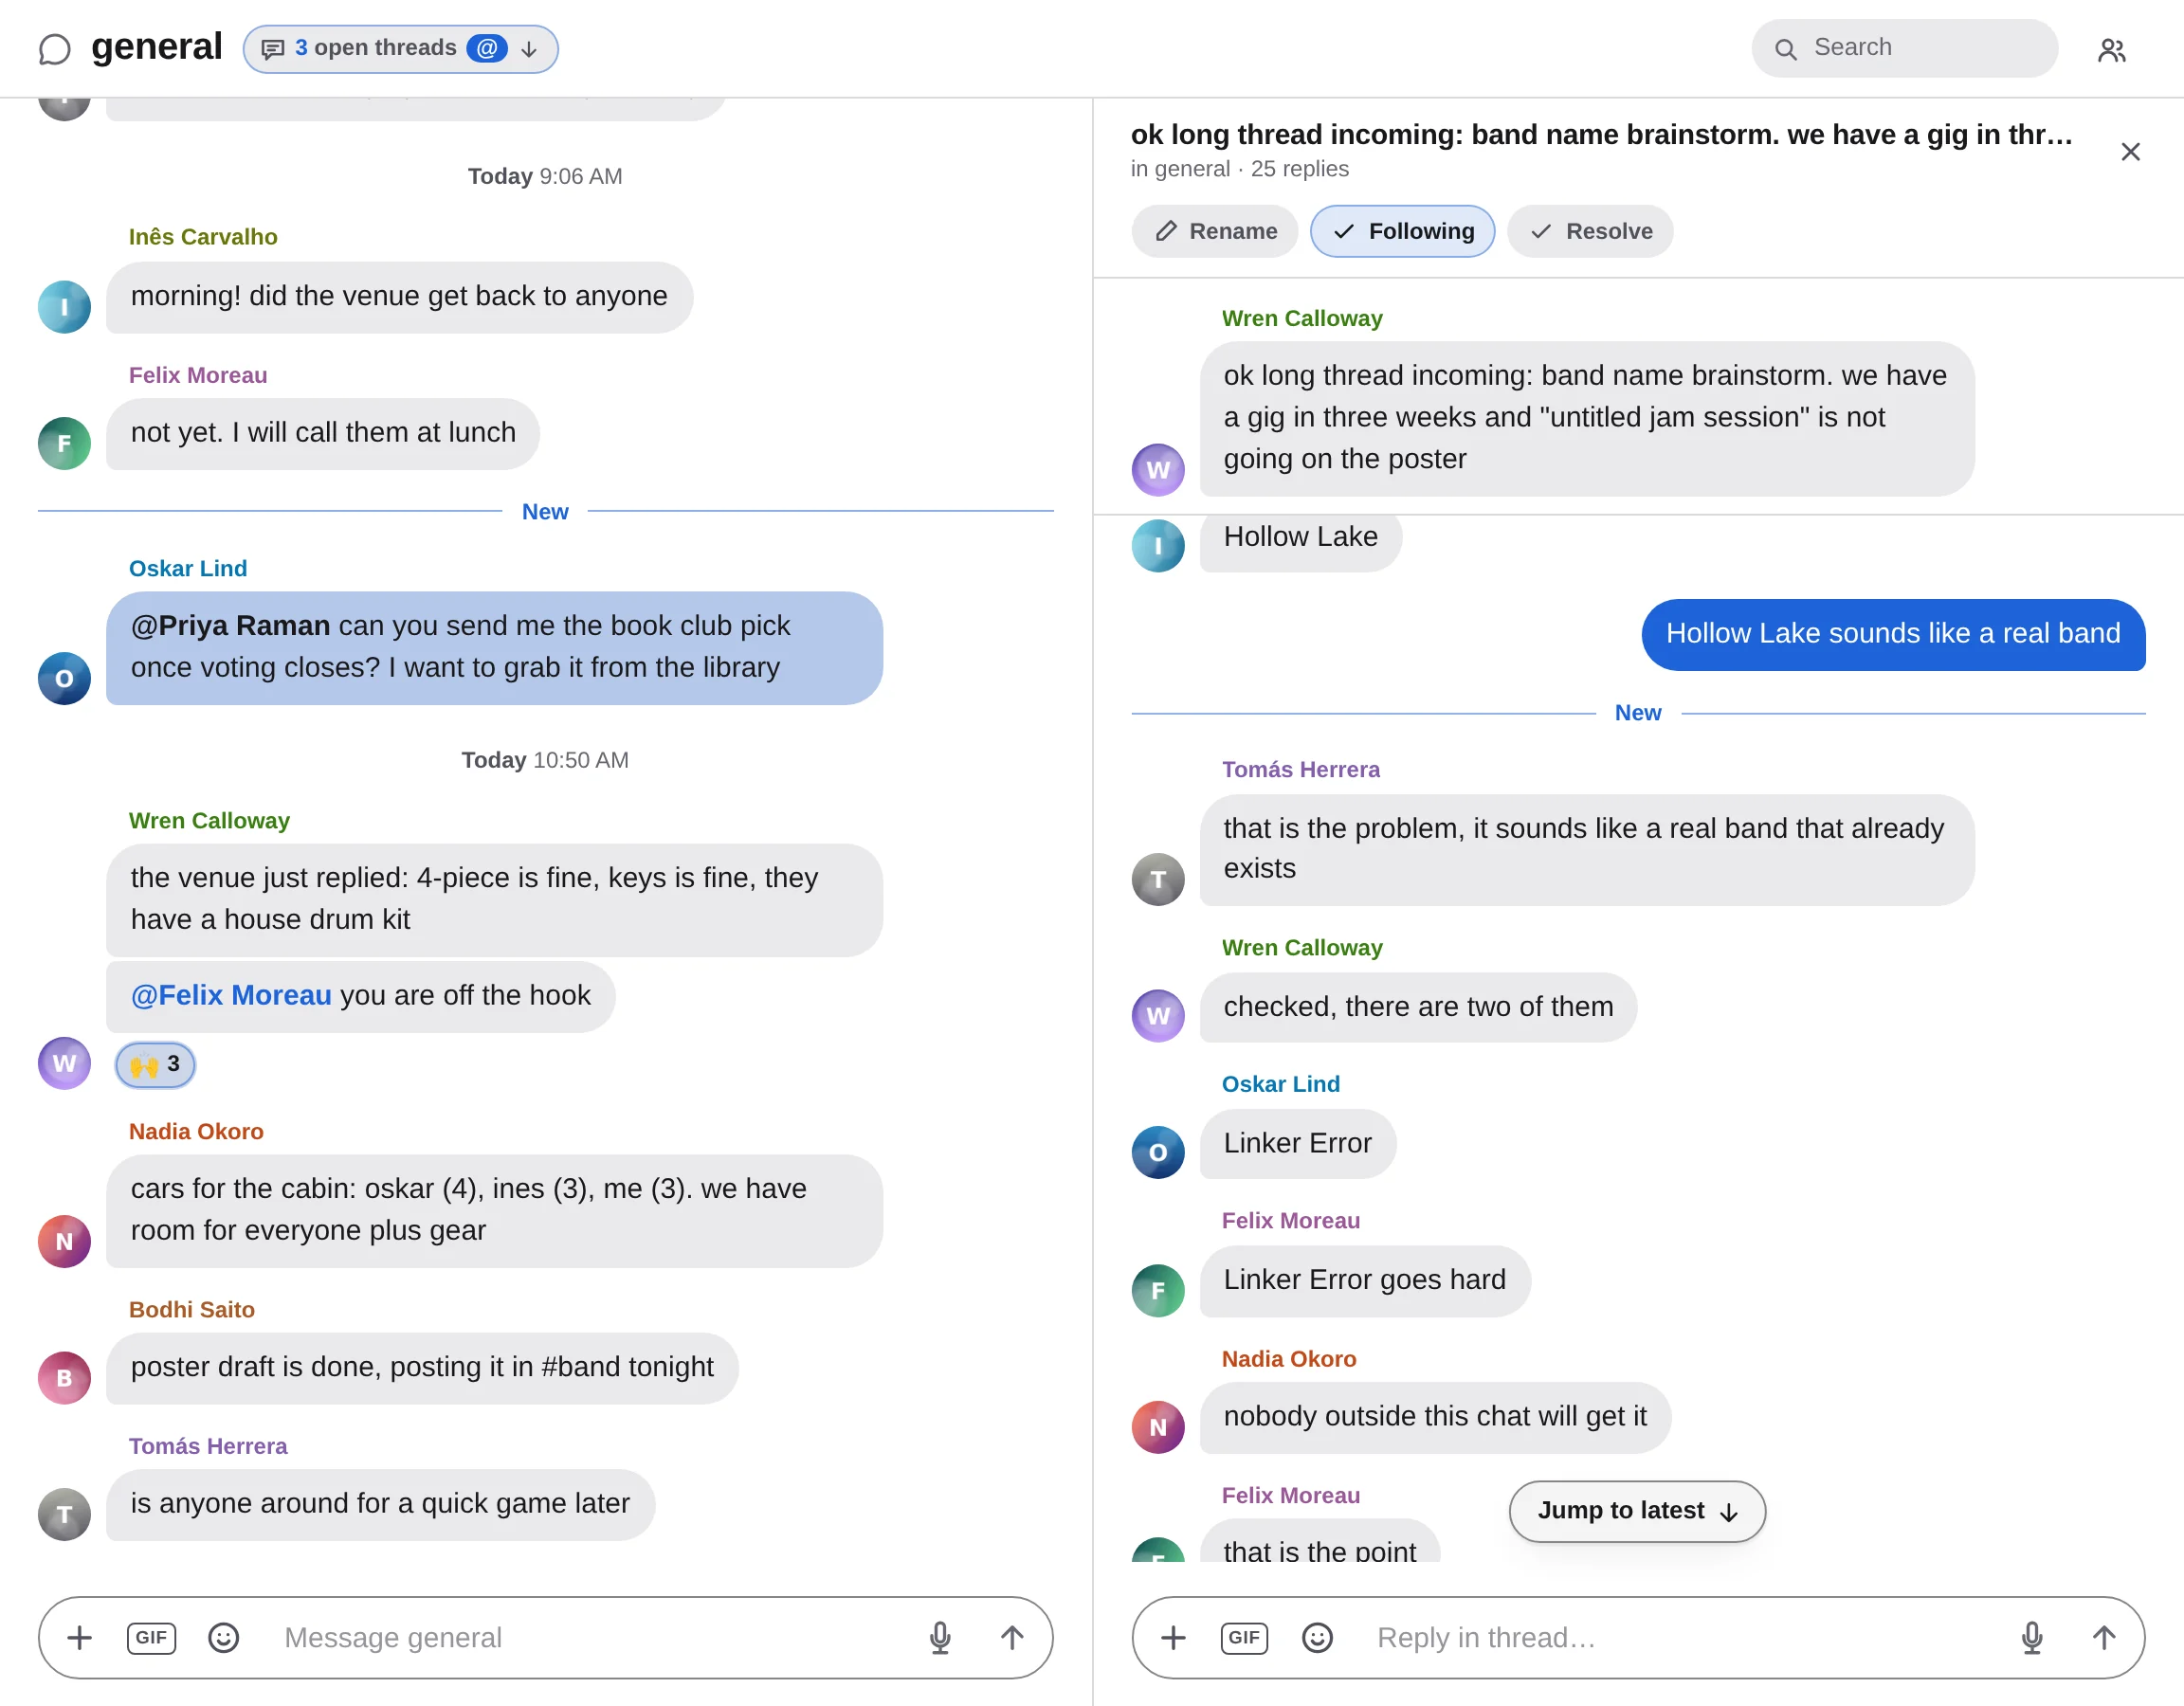 general
3 open threads @
Search
Today 9:06 AM
Inês Carvalho
I
morning! did the venue get back to anyone
Felix Moreau
F
not yet. I will call them at lunch
New
Oskar Lind
@Priya Raman can you send me the book club pick
once voting closes? I want to grab it from the library
O
Today 10:50 AM
Wren Calloway
the venue just replied: 4-piece is fine, keys is fine, they
have a house drum kit
@Felix Moreau you are off the hook
W
🙌 3
Nadia Okoro
cars for the cabin: oskar (4), ines (3), me (3). we have
room for everyone plus gear
N
Bodhi Saito
poster draft is done, posting it in #band tonight
B
Tomás Herrera
is anyone around for a quick game later
T
GIF
Message general
ok long thread incoming: band name brainstorm. we have a gig in thr…
in general · 25 replies
Rename
Following
Resolve
Wren Calloway
ok long thread incoming: band name brainstorm. we have
a gig in three weeks and "untitled jam session" is not
going on the poster
W
I
Hollow Lake
Hollow Lake sounds like a real band
New
Tomás Herrera
that is the problem, it sounds like a real band that already
exists
T
Wren Calloway
checked, there are two of them
W
Oskar Lind
Linker Error
O
Felix Moreau
Linker Error goes hard
F
Nadia Okoro
nobody outside this chat will get it
N
Felix Moreau
that is the point
F
Jump to latest
GIF
Reply in thread…